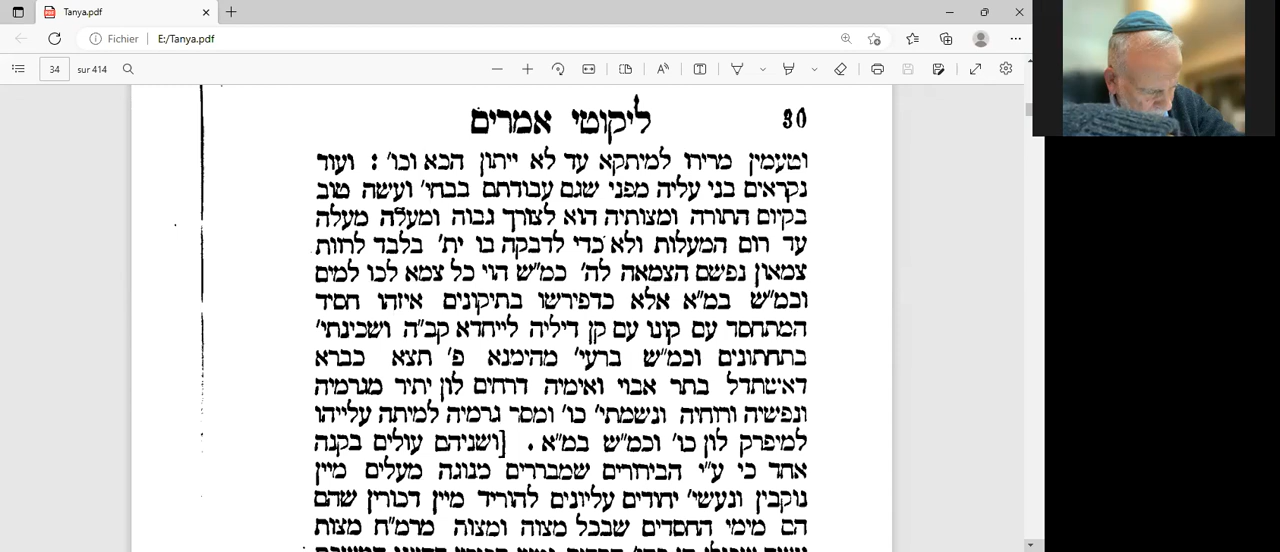 Tanya.pdf
Fichier E:/Tanya.pdf
34 sur 414
30 ליקוטי אמרים
וטעמין מריח למיתקא עד לא ייתון הכא וכו' : ועוד
נקראים בני עליה מפני שגם עבודתם בבחי' ועשה טוב
בקיום התורה ומצותיה הוא לצורך גבוה ומעלה מעלה
עד רום המעלות ולא כדי לדבקה בו ית' בלבד לרוות
צמאון נפשם הצמאה לה' כמ"ש הוי כל צמא לכו למים
וכמ"ש במ"א אלא כדפירשו בתיקונים איזהו חסיד
המתחסד עם קונו עם קן דיליה לייחדא קב"ה ושכינתי'
בתחתונים וכמ"ש ברעי' מהימנא פ' תצא כברא
דאשתדל בתר אבוי ואימיה דרחים לון יתיר מגרמיה
ונפשיה ורוחיה ונשמתי' כו' ומסר גרמיה למיתה עלייהו
למיפרק לון כו' וכמ"ש במ"א . [ושניהם עולים בקנה
אחד כי ע"י הבירורים שמבררים מנוגה מעלים מיין
נוקבין ונעשי' יחודים עליונים להוריד מיין דכורין שהם
הם מימי החסדים שבכל מצוה ומצוה מרמ"ח מצות